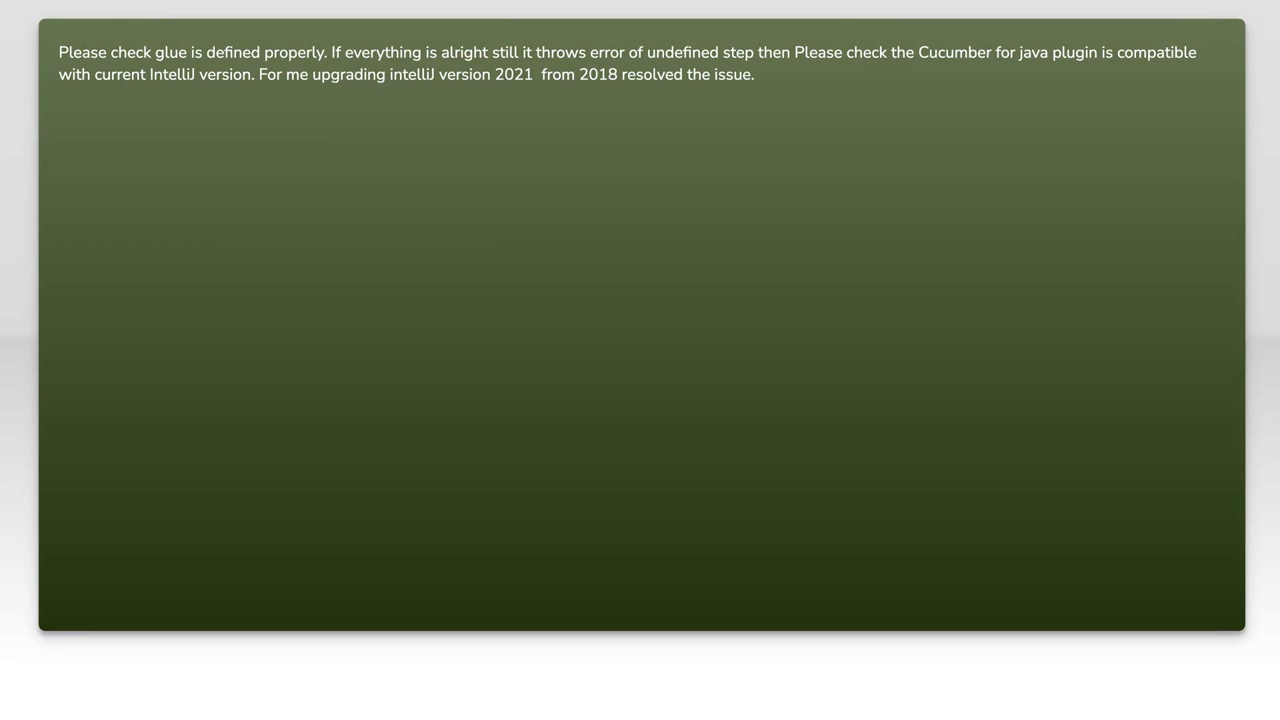 Please check glue is defined properly. If everything is alright still it throws error of undefined step then Please check the Cucumber for java plugin is compatible
with current IntelliJ version. For me upgrading intelliJ version 2021  from 2018 resolved the issue.